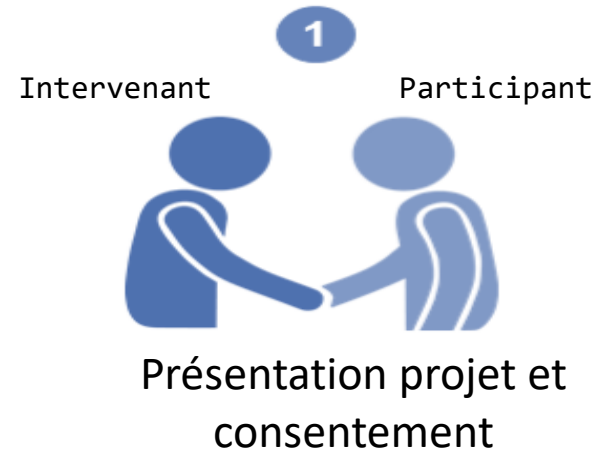 1
Intervenant Participant
Présentation projet et
consentement